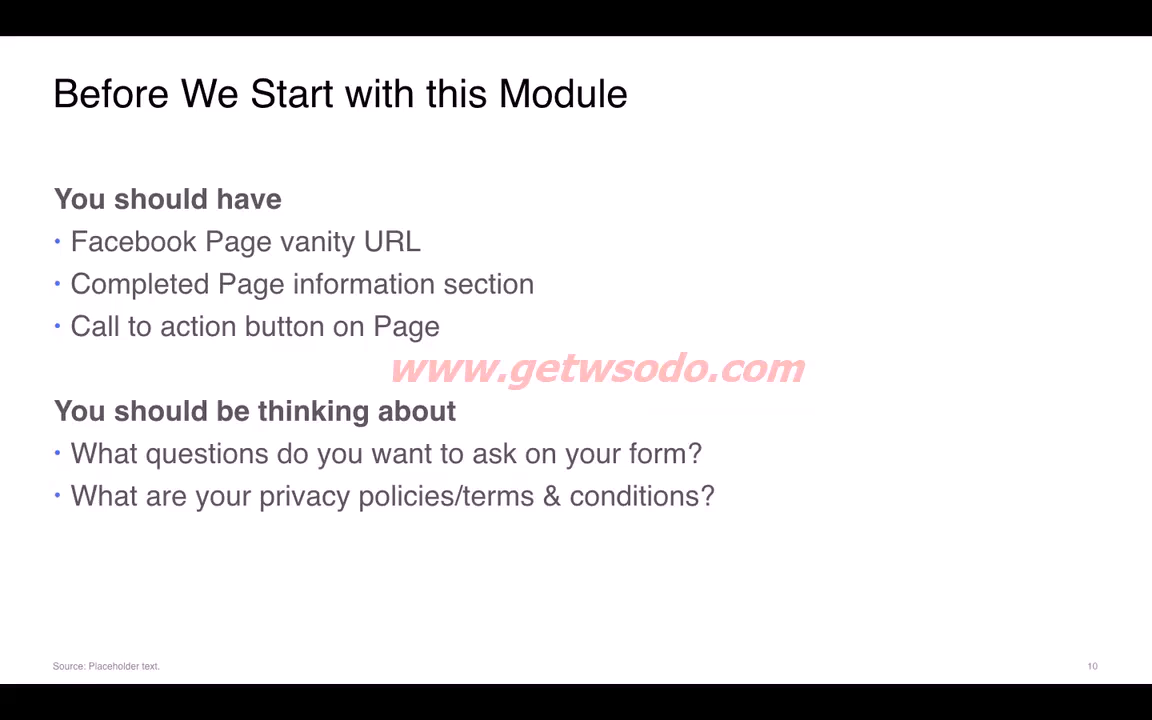 Before We Start with this Module
You should have
• Facebook Page vanity URL
• Completed Page information section
• Call to action button on Page
www.getwsodo.com
You should be thinking about
• What questions do you want to ask on your form?
• What are your privacy policies/terms & conditions?
Source: Placeholder text.
10